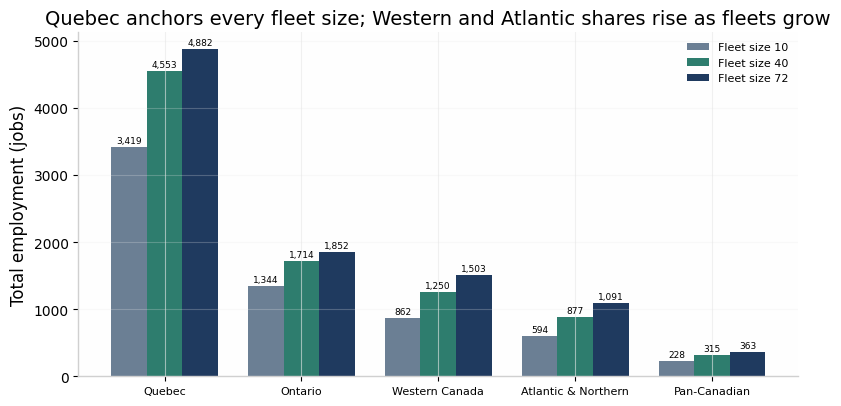 Quebec anchors every fleet size; Western and Atlantic shares rise as fleets grow
Total employment (jobs)
5000
4000
3000
2000
1000
0
Fleet size 10
Fleet size 40
Fleet size 72
3,419
4,553
4,882
1,344
1,714
1,852
862
1,250
1,503
594
877
1,091
228
315
363
Quebec
Ontario
Western Canada
Atlantic & Northern
Pan-Canadian